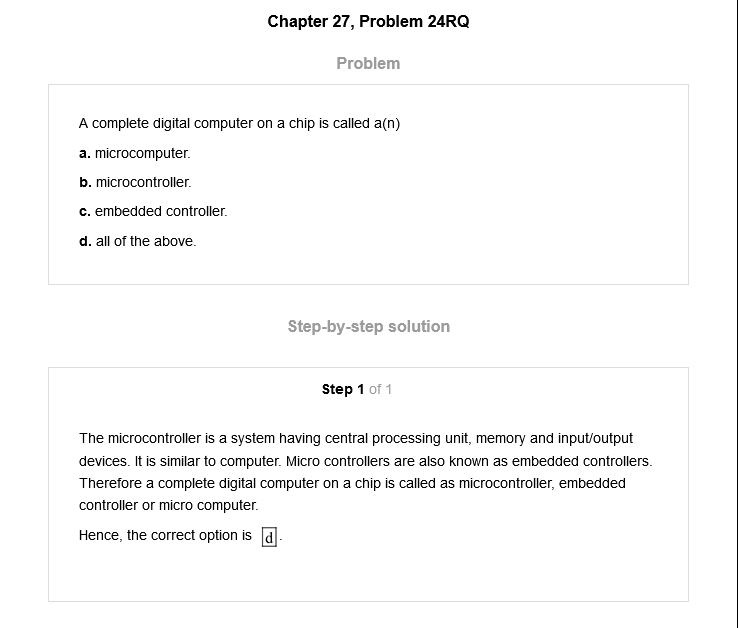 Chapter 27, Problem 24RQ
Problem
A complete digital computer on a chip is called a(n)
a. microcomputer.
b. microcontroller.
c. embedded controller.
d. all of the above.
Step-by-step solution
Step 1 of 1
The microcontroller is a system having central processing unit, memory and input/output
devices. It is similar to computer. Micro controllers are also known as embedded controllers.
Therefore a complete digital computer on a chip is called as microcontroller, embedded
controller or micro computer.
Hence, the correct option is d.